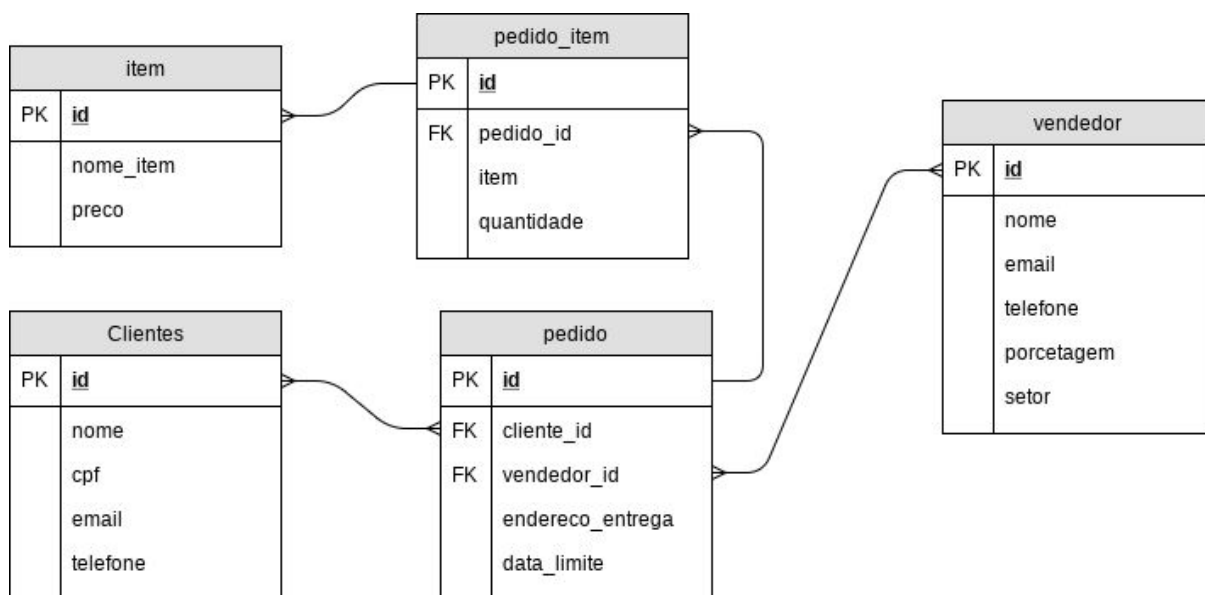 item
PK id
nome_item
preco
pedido_item
PK id
FK pedido_id
item
quantidade
vendedor
PK id
nome
email
telefone
porcetagem
setor
Clientes
PK id
nome
cpf
email
telefone
pedido
PK id
FK cliente_id
FK vendedor_id
endereco_entrega
data_limite